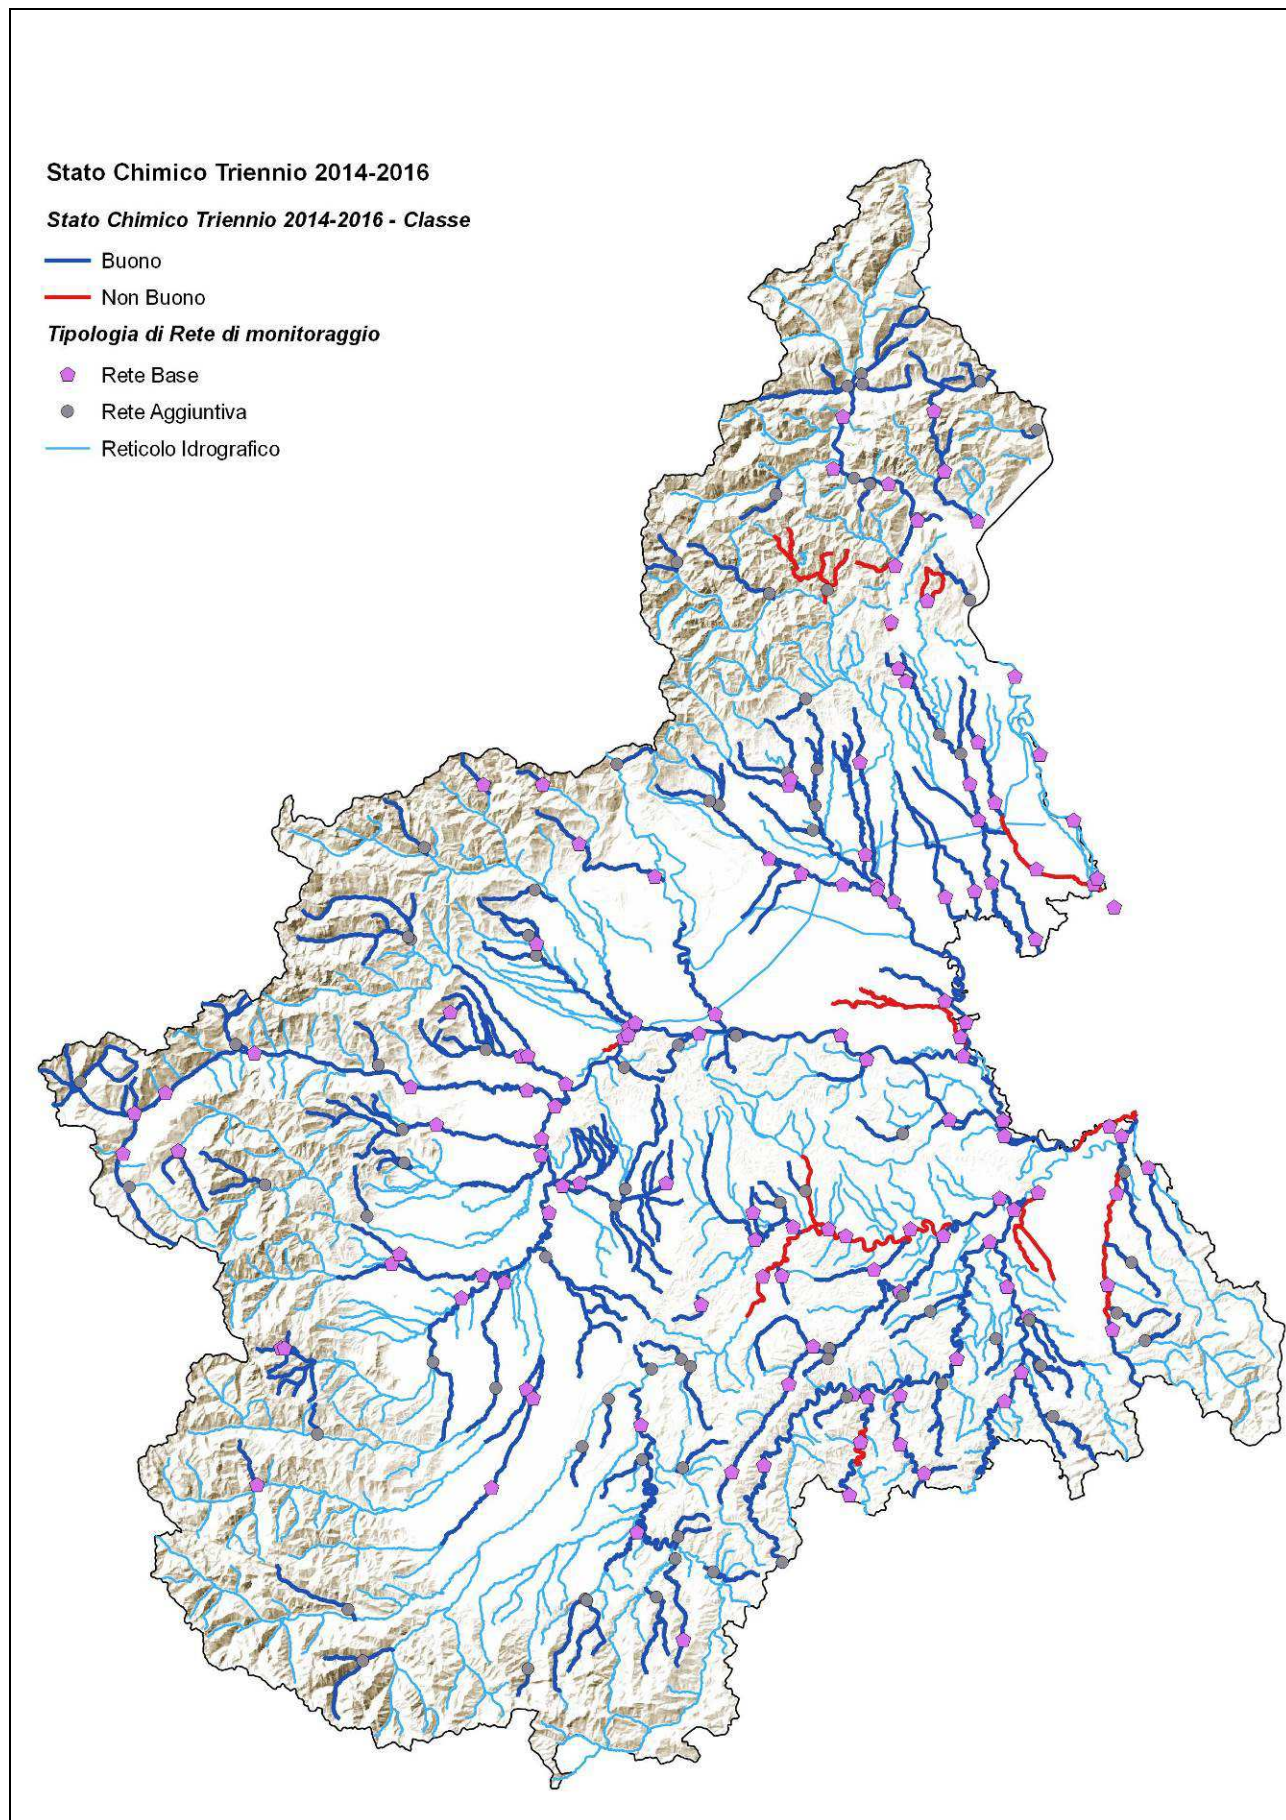 Stato Chimico Triennio 2014-2016
Stato Chimico Triennio 2014-2016 - Classe
Buono
Non Buono
Tipologia di Rete di monitoraggio
Rete Base
Rete Aggiuntiva
Reticolo Idrografico